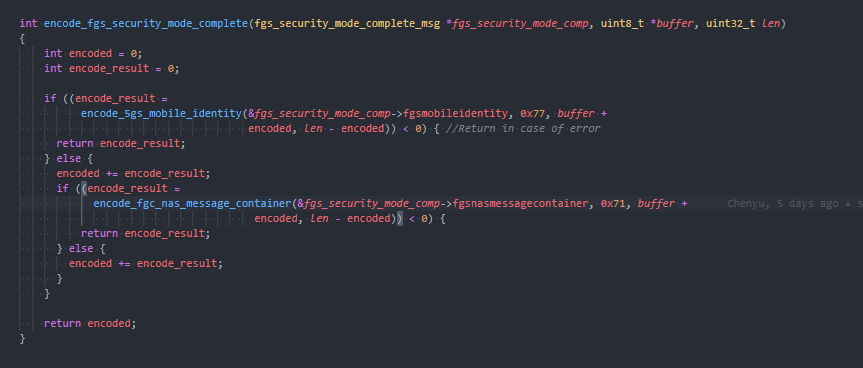 int encode_fgs_security_mode_complete(fgs_security_mode_complete_msg *fgs_security_mode_comp, uint8_t *buffer, uint32_t len)
{
    int encoded = 0;
    int encode_result = 0;

    if ((encode_result =
          encode_5gs_mobile_identity(&fgs_security_mode_comp->fgsmobileidentity, 0x77, buffer +
                                   encoded, len - encoded)) < 0) { //Return in case of error
      return encode_result;
    } else {
      encoded += encode_result;
      if ((encode_result =
            encode_fgc_nas_message_container(&fgs_security_mode_comp->fgsnasmessagecontainer, 0x71, buffer +    Chenyu, 5 days ago • s
                                    encoded, len - encoded)) < 0) {
          return encode_result;
      } else {
        encoded += encode_result;
      }
    }

    return encoded;
}